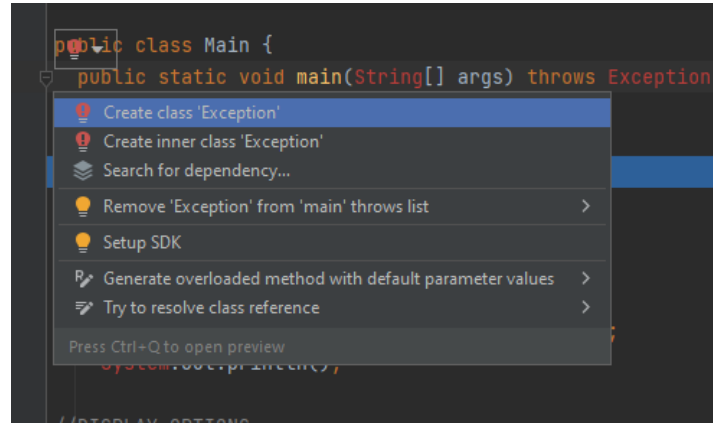 public class Main {
public static void main(String[] args) throws Exception
Create class 'Exception'
Create inner class 'Exception'
Search for dependency...
Remove 'Exception' from 'main' throws list
Setup SDK
Generate overloaded method with default parameter values
Try to resolve class reference
;
Press Ctrl+Q to open preview
System.out.println();
//DISPLAY OPTIONS